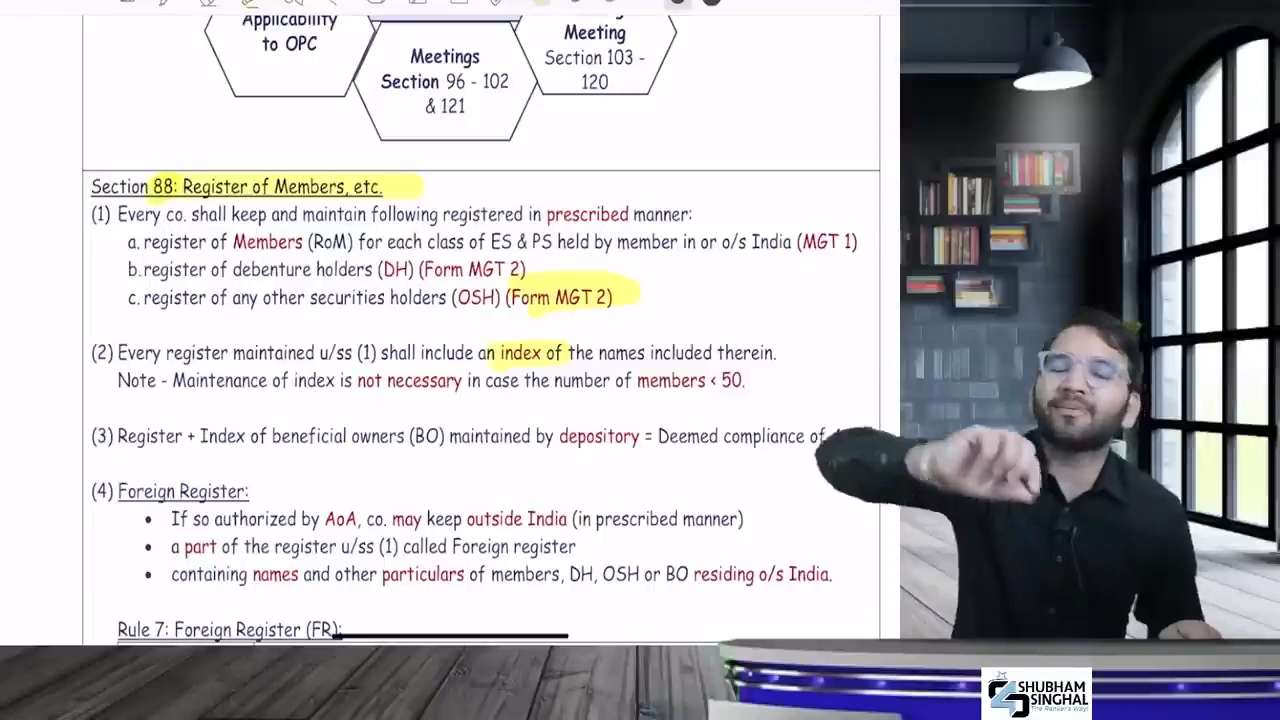 Applicability
to OPC
Meetings
Section 96 - 102
& 121
Meeting
Section 103 -
120
Section 88: Register of Members, etc.
(1) Every co. shall keep and maintain following registered in prescribed manner:
a. register of Members (RoM) for each class of ES & PS held by member in or o/s India (MGT 1)
b. register of debenture holders (DH) (Form MGT 2)
c. register of any other securities holders (OSH) (Form MGT 2)
(2) Every register maintained u/ss (1) shall include an index of the names included therein.
Note - Maintenance of index is not necessary in case the number of members < 50.
(3) Register + Index of beneficial owners (BO) maintained by depository = Deemed compliance of
(4) Foreign Register:
• If so authorized by AoA, co. may keep outside India (in prescribed manner)
• a part of the register u/ss (1) called Foreign register
• containing names and other particulars of members, DH, OSH or BO residing o/s India.
Rule 7: Foreign Register (FR):
SHUBHAM
SINGHAL
The Rankers Way!